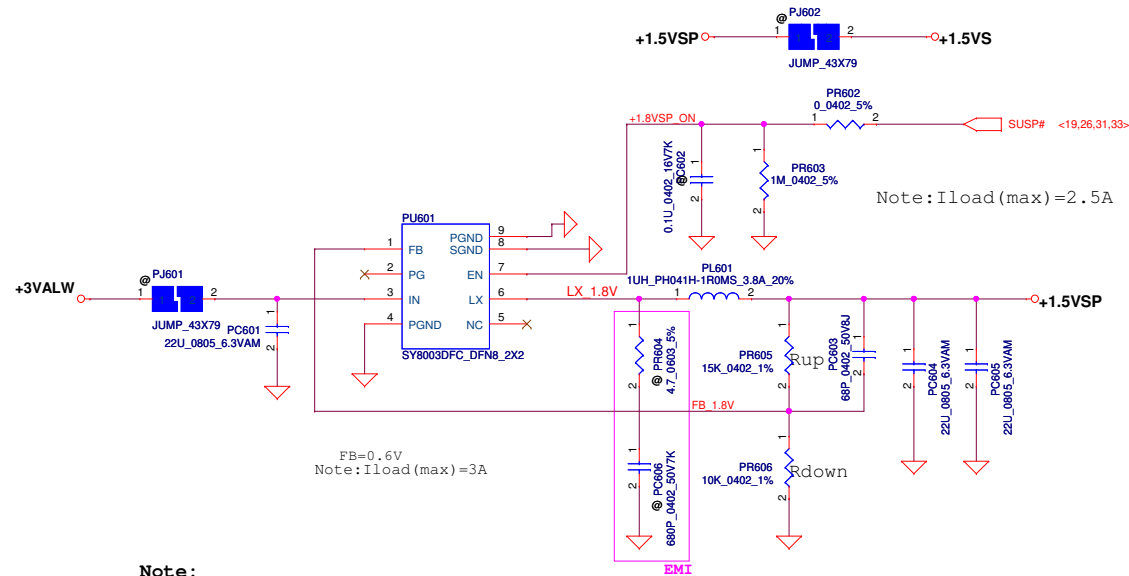 @ PJ602
+1.5VSP 1 2 +1.5VS
1 2
JUMP_43X79
PR602
0_0402_5%
+1.8VSP_ON 1 2 SUSP# <19,26,31,33>
1 2
0.1U_0402_16V7K
@PC602
1 2
PR603
1M_0402_5%
Note:Iload(max)=2.5A
PU601
1 FB
2 PG
3 IN
4 PGND
PGND 9
SGND 8
EN 7
LX 6
NC 5
SY8003DFC_DFN8_2X2
+3VALW
@ PJ601
1 2
1 2
JUMP_43X79
1 2
PC601
22U_0805_6.3VAM
LX_1.8V
PL601
1UH_PH041H-1R0MS_3.8A_20%
1 2
+1.5VSP
1 2
@ PR604
4.7_0603_5%
1 2
PR605
15K_0402_1%
Rup
1 2
PC603
68P_0402_50V8J
1 2
PC604
22U_0805_6.3VAM
1 2
PC605
22U_0805_6.3VAM
FB_1.8V
FB=0.6V
Note:Iload(max)=3A
1 2
@ PC606
680P_0402_50V7K
1 2
PR606
10K_0402_1%
Rdown
Note:
EMI